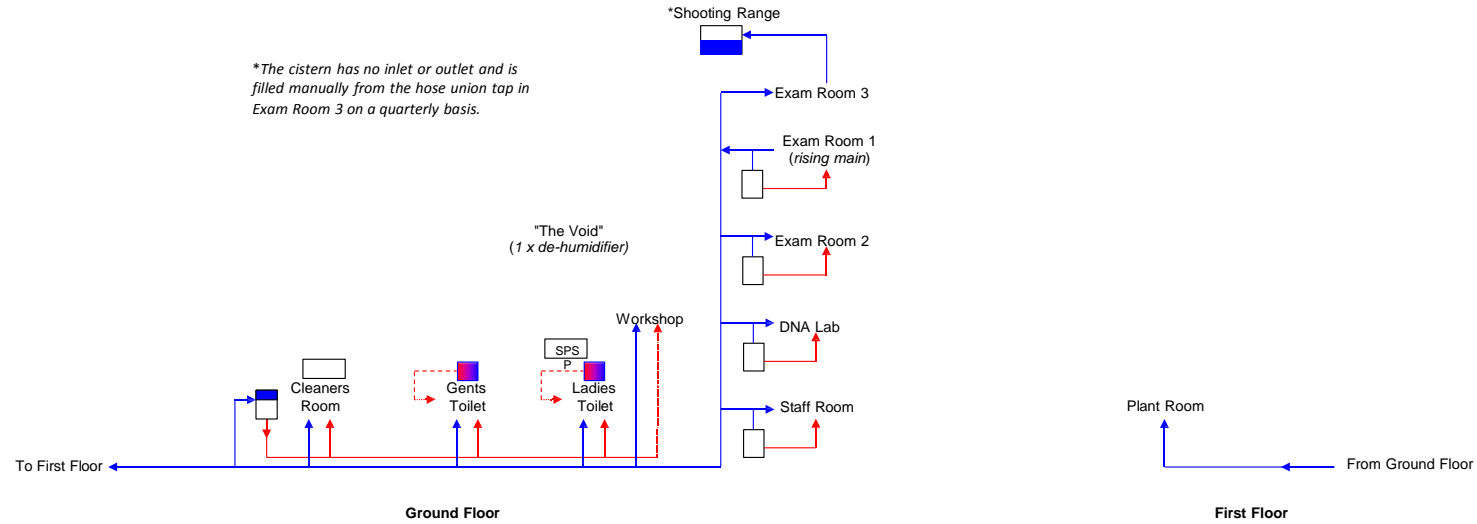 *Shooting Range
*The cistern has no inlet or outlet and is
filled manually from the hose union tap in
Exam Room 3 on a quarterly basis.
Exam Room 3
Exam Room 1
(rising main)
"The Void"
(1 x de-humidifier)
Exam Room 2
Workshop
DNA Lab
SPS
P
Cleaners
Room
Gents
Toilet
Ladies
Toilet
Staff Room
Plant Room
To First Floor
From Ground Floor
Ground Floor
First Floor